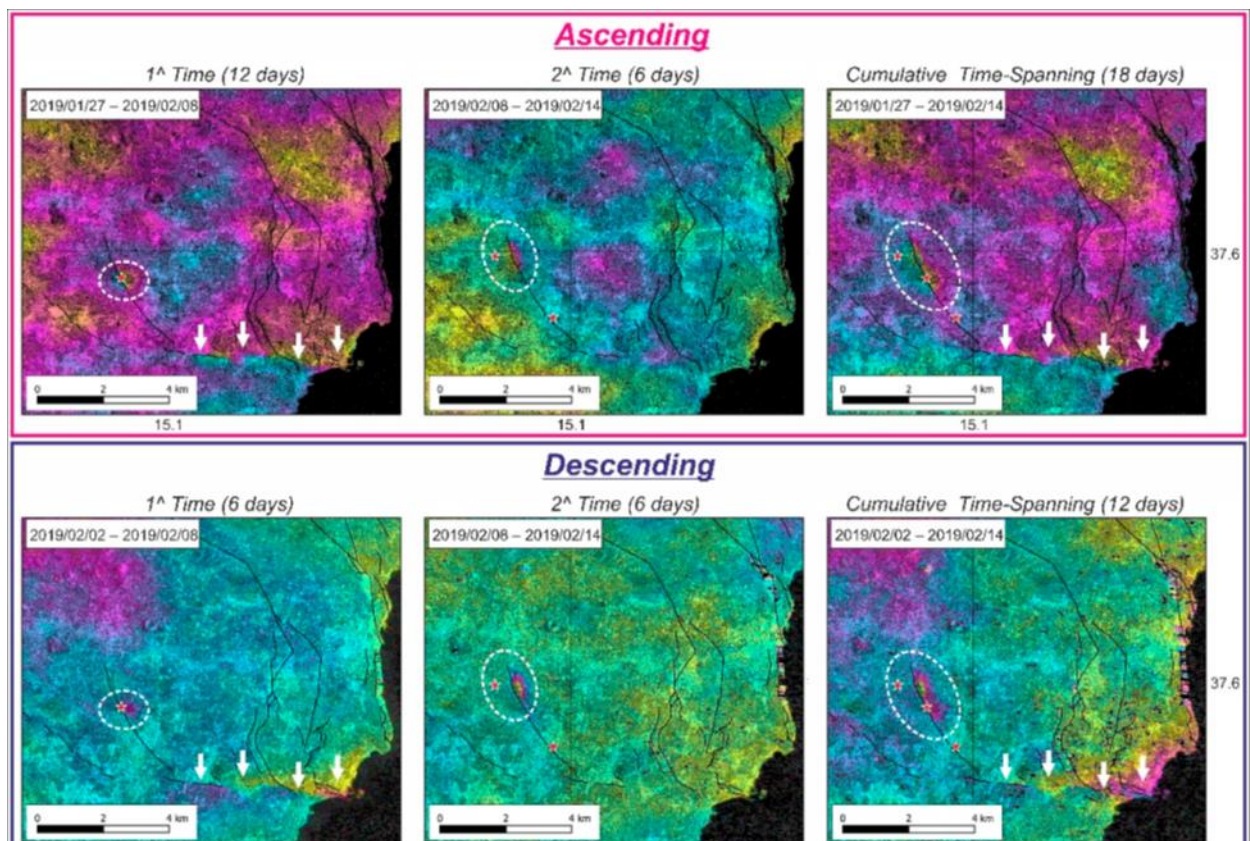 Ascending
1^ Time (12 days)
2^ Time (6 days)
Cumulative Time-Spanning (18 days)
2019/01/27 – 2019/02/08
2019/02/08 – 2019/02/14
2019/01/27 – 2019/02/14
37.6
0 2 4 km
0 2 4 km
0 2 4 km
15.1
15.1
15.1
Descending
1^ Time (6 days)
2^ Time (6 days)
Cumulative Time-Spanning (12 days)
2019/02/02 – 2019/02/08
2019/02/08 – 2019/02/14
2019/02/02 – 2019/02/14
37.6
0 2 4 km
0 2 4 km
0 2 4 km